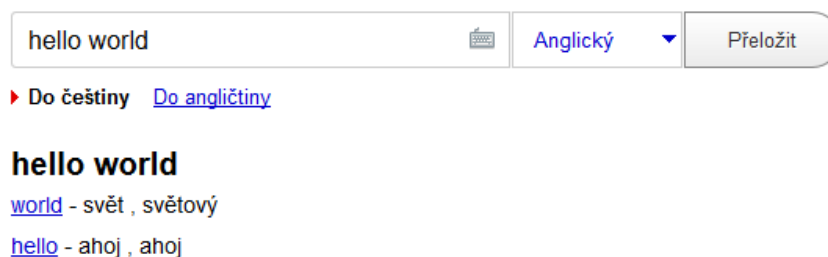 hello world Anglický Přeložit
Do češtiny Do angličtiny
hello world
world - svět , světový
hello - ahoj , ahoj